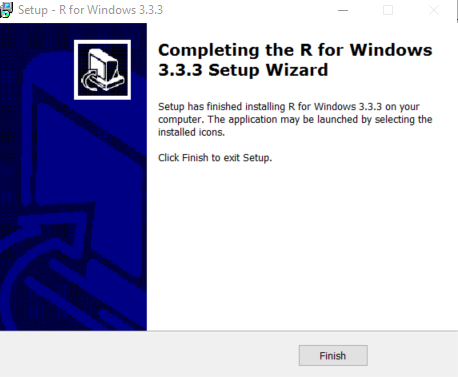 Setup - R for Windows 3.3.3
Completing the R for Windows
3.3.3 Setup Wizard
Setup has finished installing R for Windows 3.3.3 on your
computer. The application may be launched by selecting the
installed icons.
Click Finish to exit Setup.
Finish